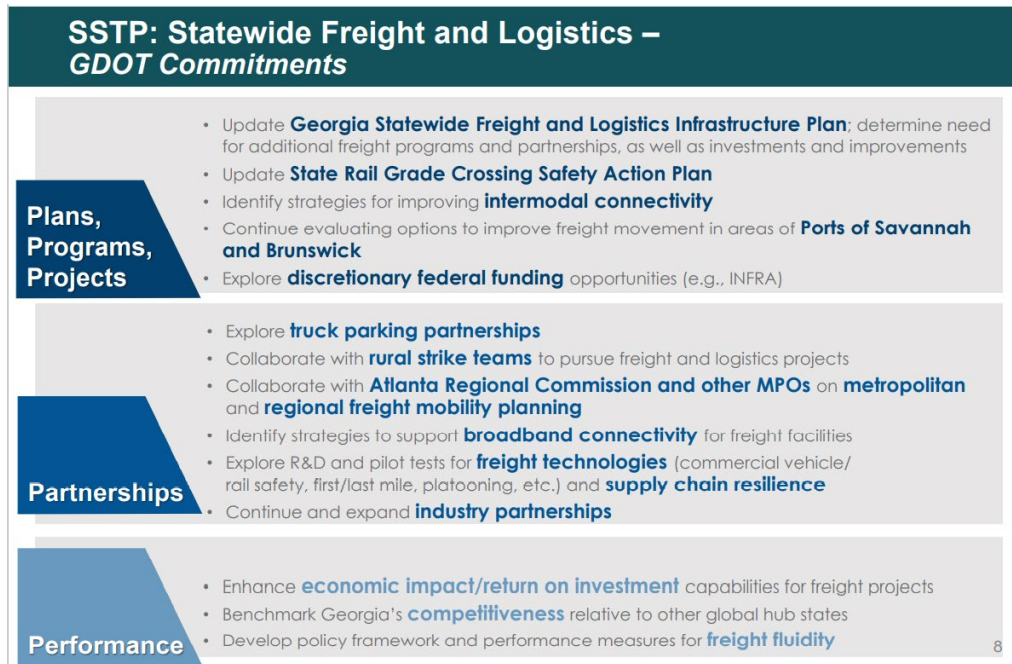 SSTP: Statewide Freight and Logistics –
GDOT Commitments
Plans,
Programs,
Projects
• Update Georgia Statewide Freight and Logistics Infrastructure Plan; determine need
for additional freight programs and partnerships, as well as investments and improvements
• Update State Rail Grade Crossing Safety Action Plan
• Identify strategies for improving intermodal connectivity
• Continue evaluating options to improve freight movement in areas of Ports of Savannah
and Brunswick
• Explore discretionary federal funding opportunities (e.g., INFRA)
Partnerships
• Explore truck parking partnerships
• Collaborate with rural strike teams to pursue freight and logistics projects
• Collaborate with Atlanta Regional Commission and other MPOs on metropolitan
and regional freight mobility planning
• Identify strategies to support broadband connectivity for freight facilities
• Explore R&D and pilot tests for freight technologies (commercial vehicle/
rail safety, first/last mile, platooning, etc.) and supply chain resilience
• Continue and expand industry partnerships
Performance
• Enhance economic impact/return on investment capabilities for freight projects
• Benchmark Georgia's competitiveness relative to other global hub states
• Develop policy framework and performance measures for freight fluidity
8